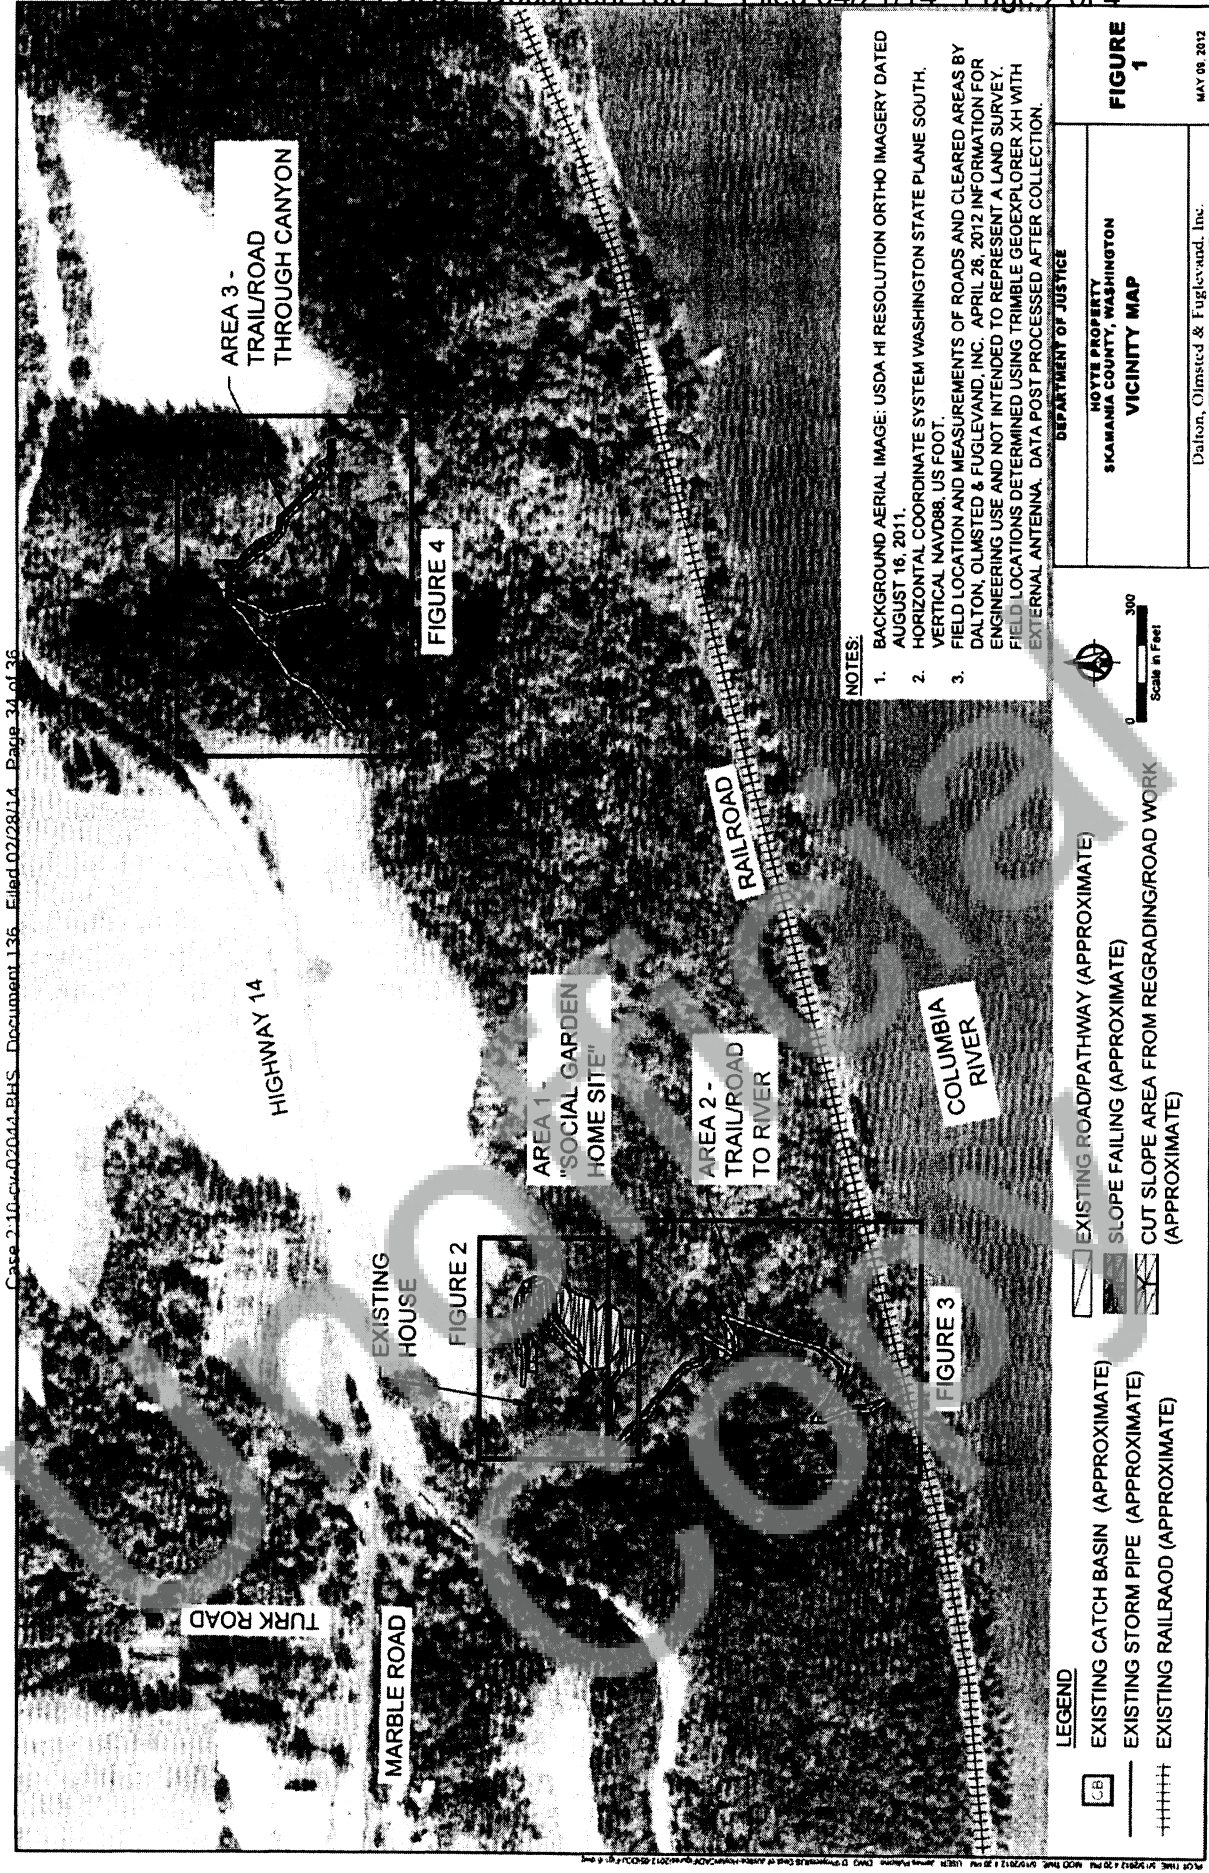 Case 2:10-cv-02044-RHS Document 136 Filed 02/28/14 Page 34 of 36
AREA 3 -
TRAIL/ROAD
THROUGH CANYON
FIGURE 4
HIGHWAY 14
RAILROAD
AREA 1 -
"SOCIAL GARDEN
HOME SITE"
AREA 2 -
TRAIL/ROAD
TO RIVER
COLUMBIA
RIVER
EXISTING
HOUSE
FIGURE 2
FIGURE 3
TURK ROAD
MARBLE ROAD
NOTES:
1. BACKGROUND AERIAL IMAGE: USDA HI RESOLUTION ORTHO IMAGERY DATED
AUGUST 16, 2011.
2. HORIZONTAL COORDINATE SYSTEM WASHINGTON STATE PLANE SOUTH.
VERTICAL NAVD88, US FOOT.
3. FIELD LOCATION AND MEASUREMENTS OF ROADS AND CLEARED AREAS BY
DALTON, OLMSTED & FUGLEVAND, INC. APRIL 26, 2012 INFORMATION FOR
ENGINEERING USE AND NOT INTENDED TO REPRESENT A LAND SURVEY.
FIELD LOCATIONS DETERMINED USING TRIMBLE GEOEXPLORER XH WITH
EXTERNAL ANTENNA. DATA POST PROCESSED AFTER COLLECTION.
LEGEND
CB EXISTING CATCH BASIN (APPROXIMATE)
EXISTING STORM PIPE (APPROXIMATE)
EXISTING RAILRAOD (APPROXIMATE)
EXISTING ROAD/PATHWAY (APPROXIMATE)
SLOPE FAILING (APPROXIMATE)
CUT SLOPE AREA FROM REGRADING/ROAD WORK
(APPROXIMATE)
0 300
Scale in Feet
DEPARTMENT OF JUSTICE
HOYTE PROPERTY
SKAMANIA COUNTY, WASHINGTON
VICINITY MAP
Dalton, Olmsted & Fuglevand, Inc.
FIGURE
1
MAY 09, 2012
Unofficial
Copy